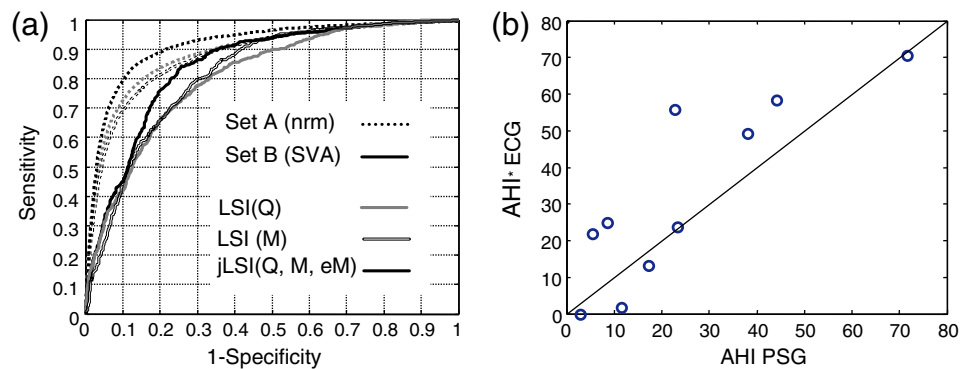 (a)
Sensitivity
1
0.9
0.8
0.7
0.6
0.5
0.4
0.3
0.2
0.1
0
Set A (nrm)
Set B (SVA)
LSI(Q)
LSI (M)
jLSI(Q, M, eM)
0 0.1 0.2 0.3 0.4 0.5 0.6 0.7 0.8 0.9 1
1-Specificity
(b)
AHI* ECG
80
70
60
50
40
30
20
10
0
0 10 20 30 40 50 60 70 80
AHI PSG